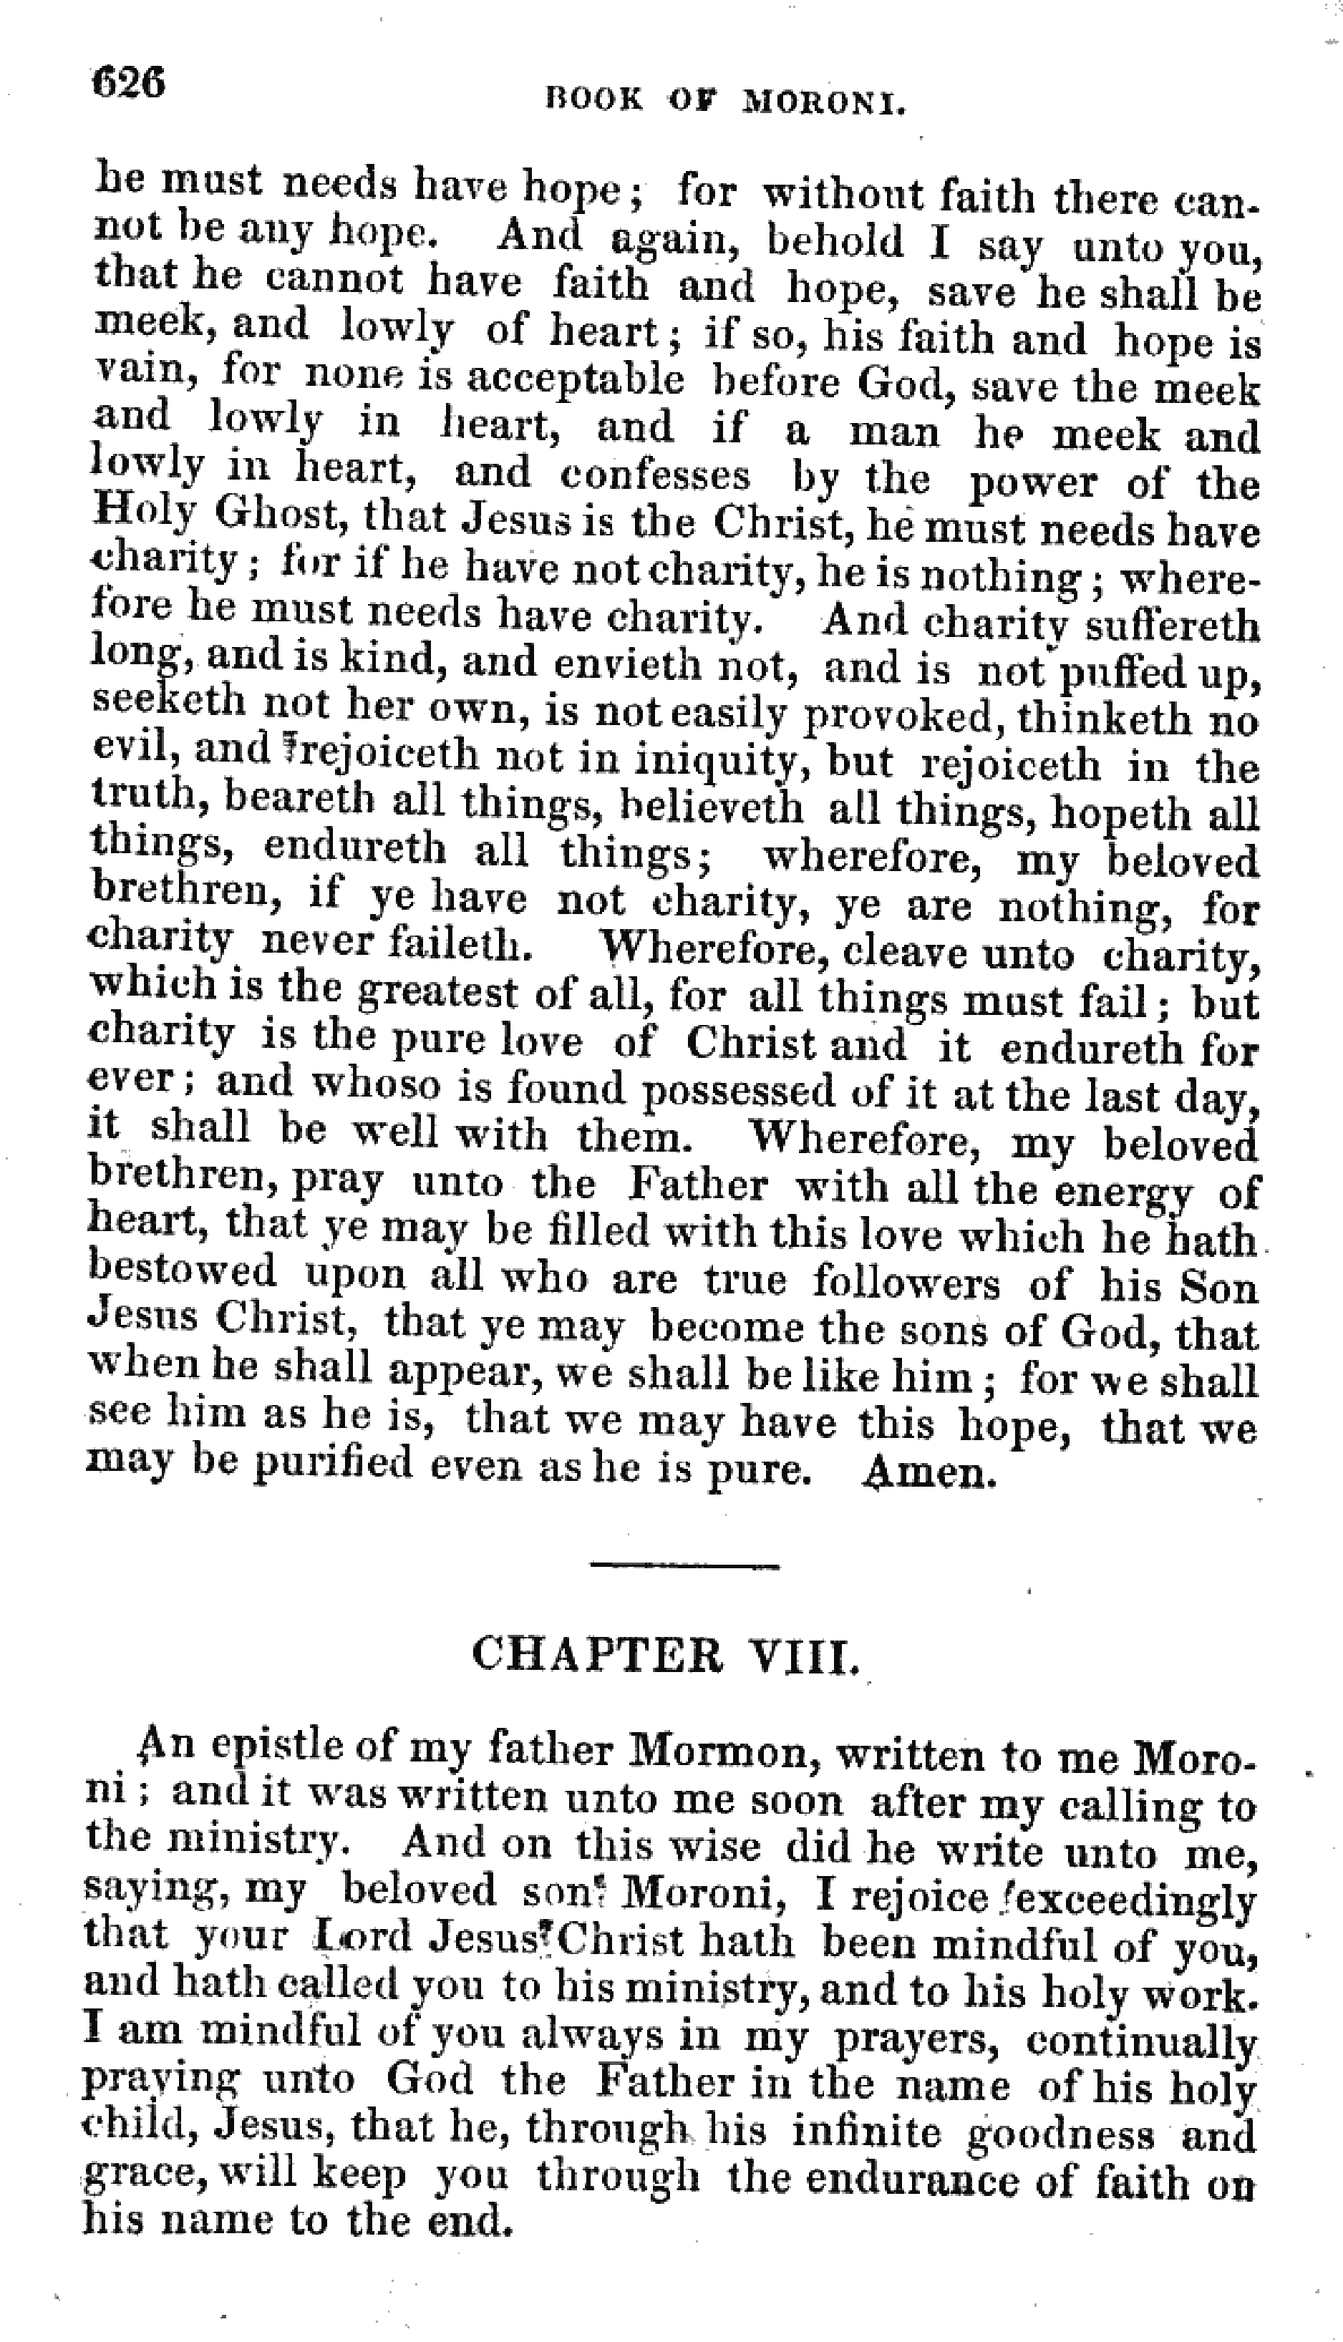 626
BOOK OF MORONI.
he must needs have hope; for without faith there can-
not be any hope. And again, behold I say unto you,
that he cannot have faith and hope, save he shall be
meek, and lowly of heart; if so, his faith and hope is
vain, for none is acceptable before God, save the meek
and lowly in heart, and if a man he meek and
lowly in heart, and confesses by the power of the
Holy Ghost, that Jesus is the Christ, he must needs have
charity; for if he have not charity, he is nothing; where-
fore he must needs have charity. And charity suffereth
long, and is kind, and envieth not, and is not puffed up,
seeketh not her own, is not easily provoked, thinketh no
evil, and rejoiceth not in iniquity, but rejoiceth in the
truth, beareth all things, believeth all things, hopeth all
things, endureth all things; wherefore, my beloved
brethren, if ye have not charity, ye are nothing, for
charity never faileth. Wherefore, cleave unto charity,
which is the greatest of all, for all things must fail; but
charity is the pure love of Christ and it endureth for
ever; and whoso is found possessed of it at the last day,
it shall be well with them. Wherefore, my beloved
brethren, pray unto the Father with all the energy of
heart, that ye may be filled with this love which he hath
bestowed upon all who are true followers of his Son
Jesus Christ, that ye may become the sons of God, that
when he shall appear, we shall be like him; for we shall
see him as he is, that we may have this hope, that we
may be purified even as he is pure. Amen.
CHAPTER VIII.
An epistle of my father Mormon, written to me Moro-
ni; and it was written unto me soon after my calling to
the ministry. And on this wise did he write unto me,
saying, my beloved son Moroni, I rejoice exceedingly
that your Lord Jesus Christ hath been mindful of you,
and hath called you to his ministry, and to his holy work.
I am mindful of you always in my prayers, continually
praying unto God the Father in the name of his holy
child, Jesus, that he, through his infinite goodness and
grace, will keep you through the endurance of faith on
his name to the end.